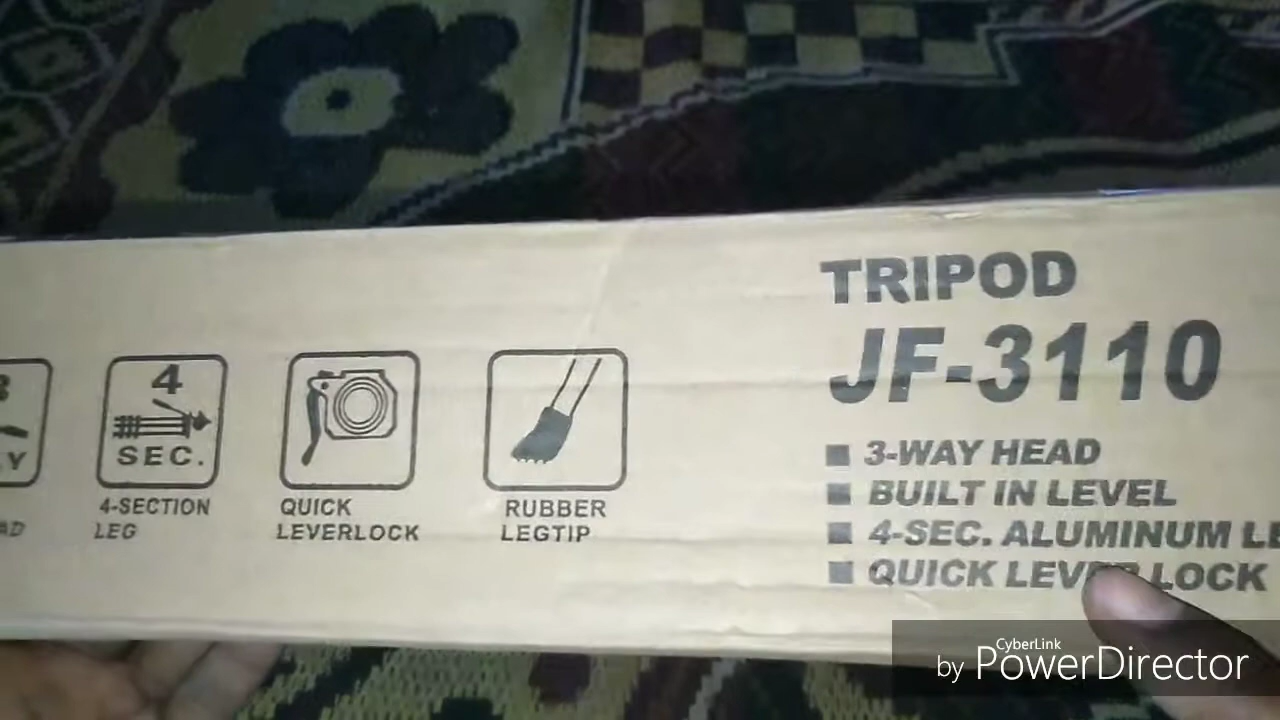 TRIPOD
JF-3110
3-WAY HEAD
BUILT IN LEVEL
4-SEC. ALUMINUM
QUICK LEVER LOCK
4
SEC.
4-SECTION
LEG
QUICK
LEVERLOCK
RUBBER
LEGTIP
CyberLink
by PowerDirector